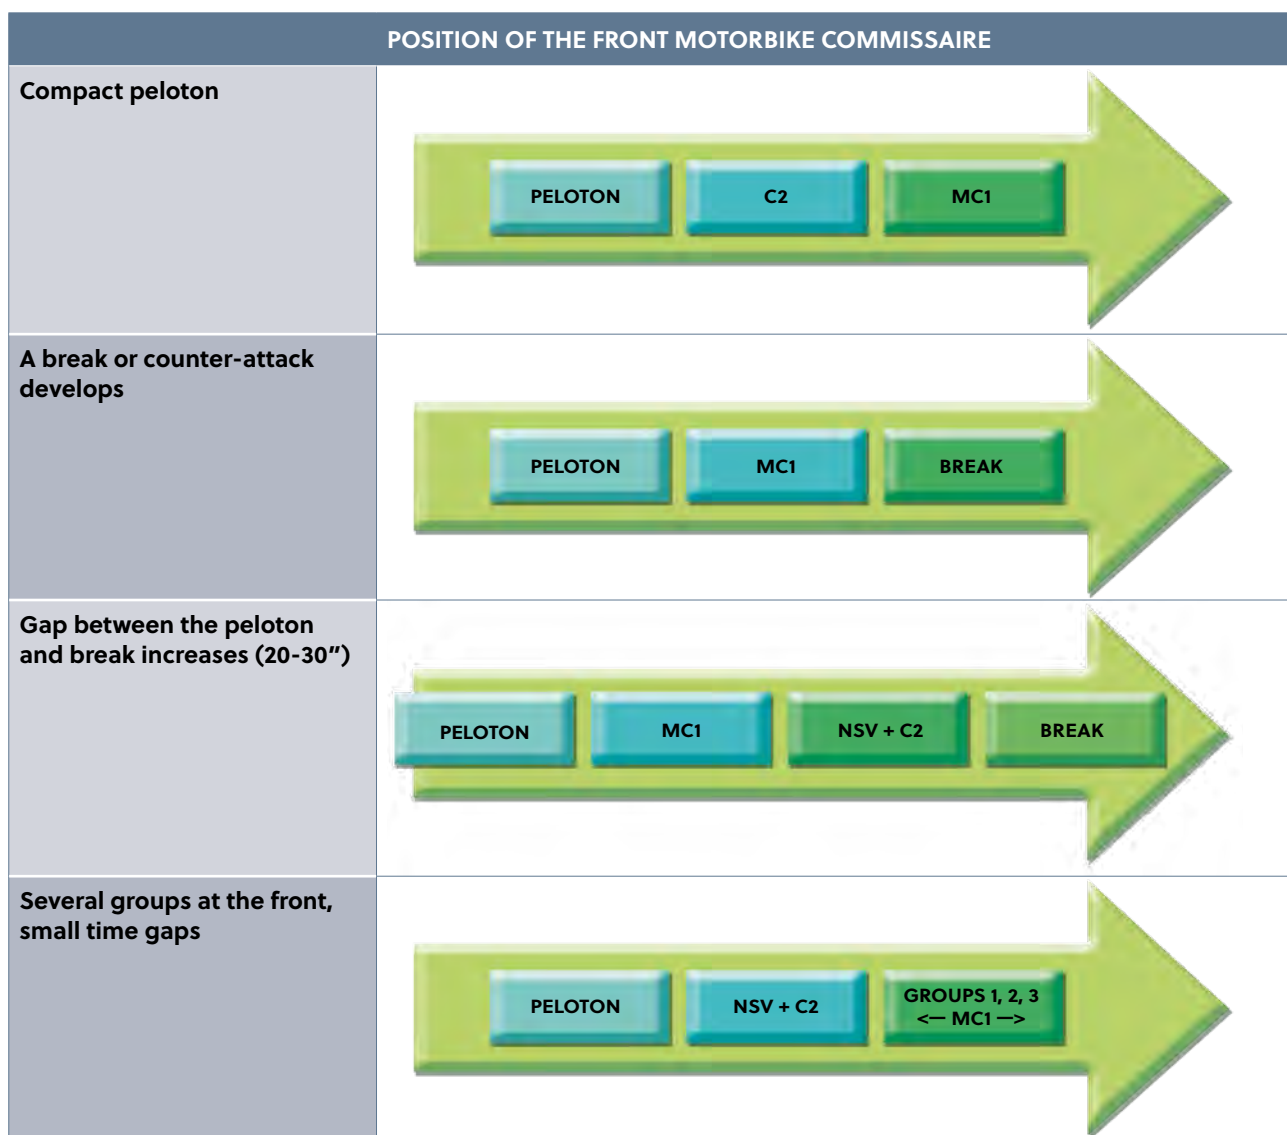 POSITION OF THE FRONT MOTORBIKE COMMISSAIRE
Compact peloton
PELOTON
C2
MC1
A break or counter-attack
develops
PELOTON
MC1
BREAK
Gap between the peloton
and break increases (20-30″)
PELOTON
MC1
NSV + C2
BREAK
Several groups at the front,
small time gaps
PELOTON
NSV + C2
GROUPS 1, 2, 3
<— MC1 —>